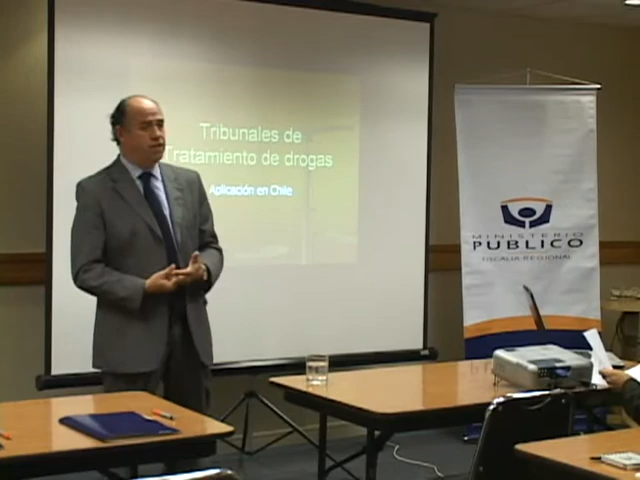 Tribunales de
Tratamiento de drogas
Aplicación en Chile
MINISTERIO
PUBLICO
FISCALIA REGIONAL